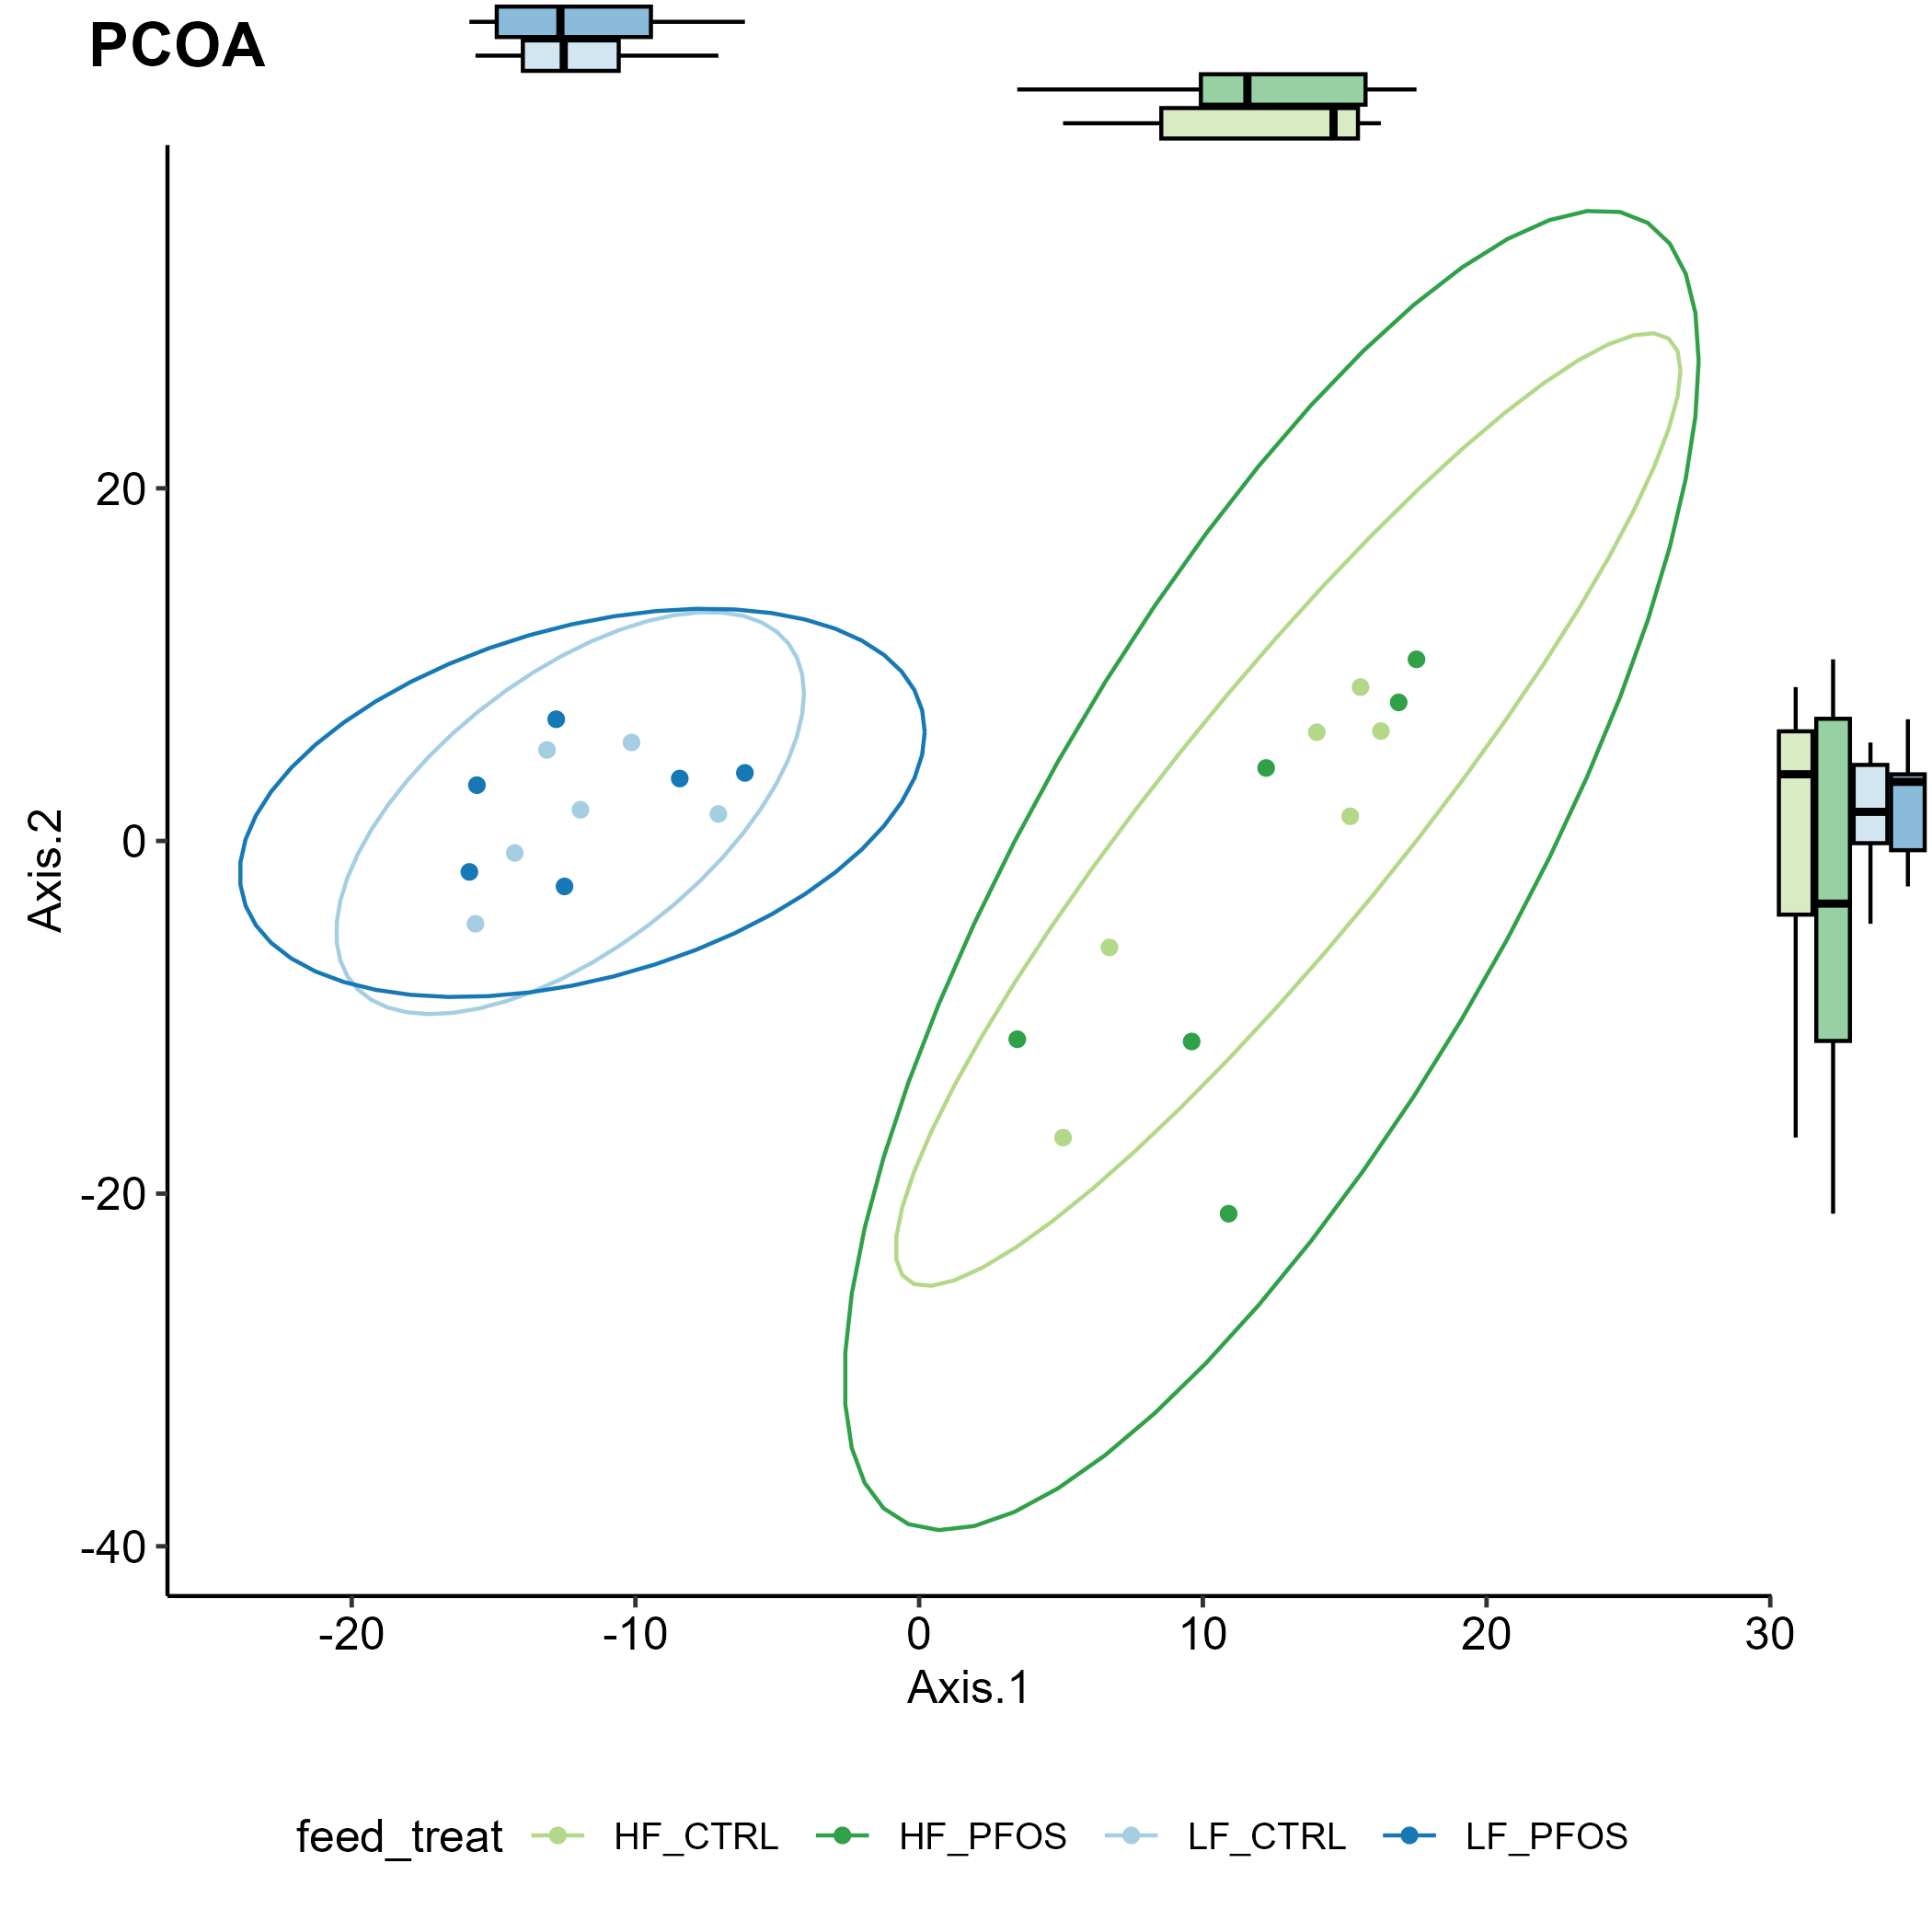 PCOA
20
0
-20
-40
Axis.2
-20 -10 0 10 20 30
Axis.1
feed_treat HF_CTRL HF_PFOS LF_CTRL LF_PFOS